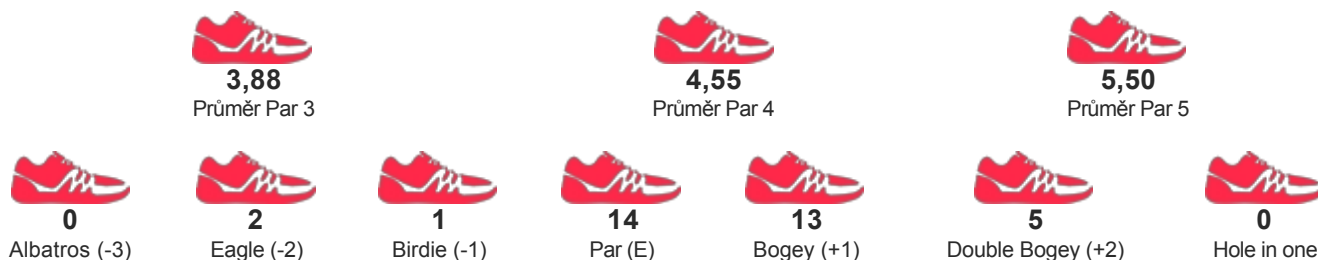 3,88
Průměr Par 3
4,55
Průměr Par 4
5,50
Průměr Par 5
0
Albatros (-3)
2
Eagle (-2)
1
Birdie (-1)
14
Par (E)
13
Bogey (+1)
5
Double Bogey (+2)
0
Hole in one